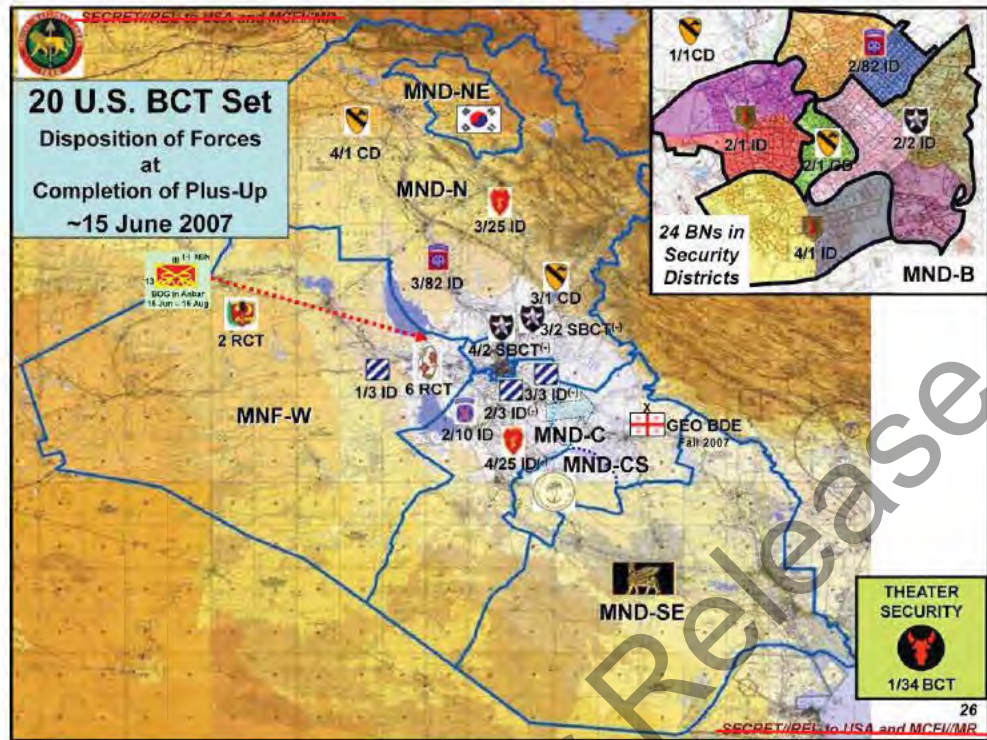 SECRET//REL to USA and MCFI//MR
20 U.S. BCT Set
Disposition of Forces
at
Completion of Plus-Up
~15 June 2007
MND-NE
4/1 CD
MND-N
3/25 ID
3/82 ID
3/1 CD
3/2 SBCT(-)
4/2 SBCT(-)
13
BOG in Anbar
2 RCT
6 RCT
1/3 ID
MNF-W
3/3 ID(-)
2/3 ID(-)
2/10 ID
MND-C
4/25 ID
X
GEO BDE
Fall 2007
MND-CS
MND-SE
1/1CD
2/82 ID
2/1 ID
2/1 CD
2/2 ID
4/1 ID
24 BNs in
Security
Districts
MND-B
THEATER
SECURITY
1/34 BCT
26
SECRET//REL to USA and MCFI//MR
Release